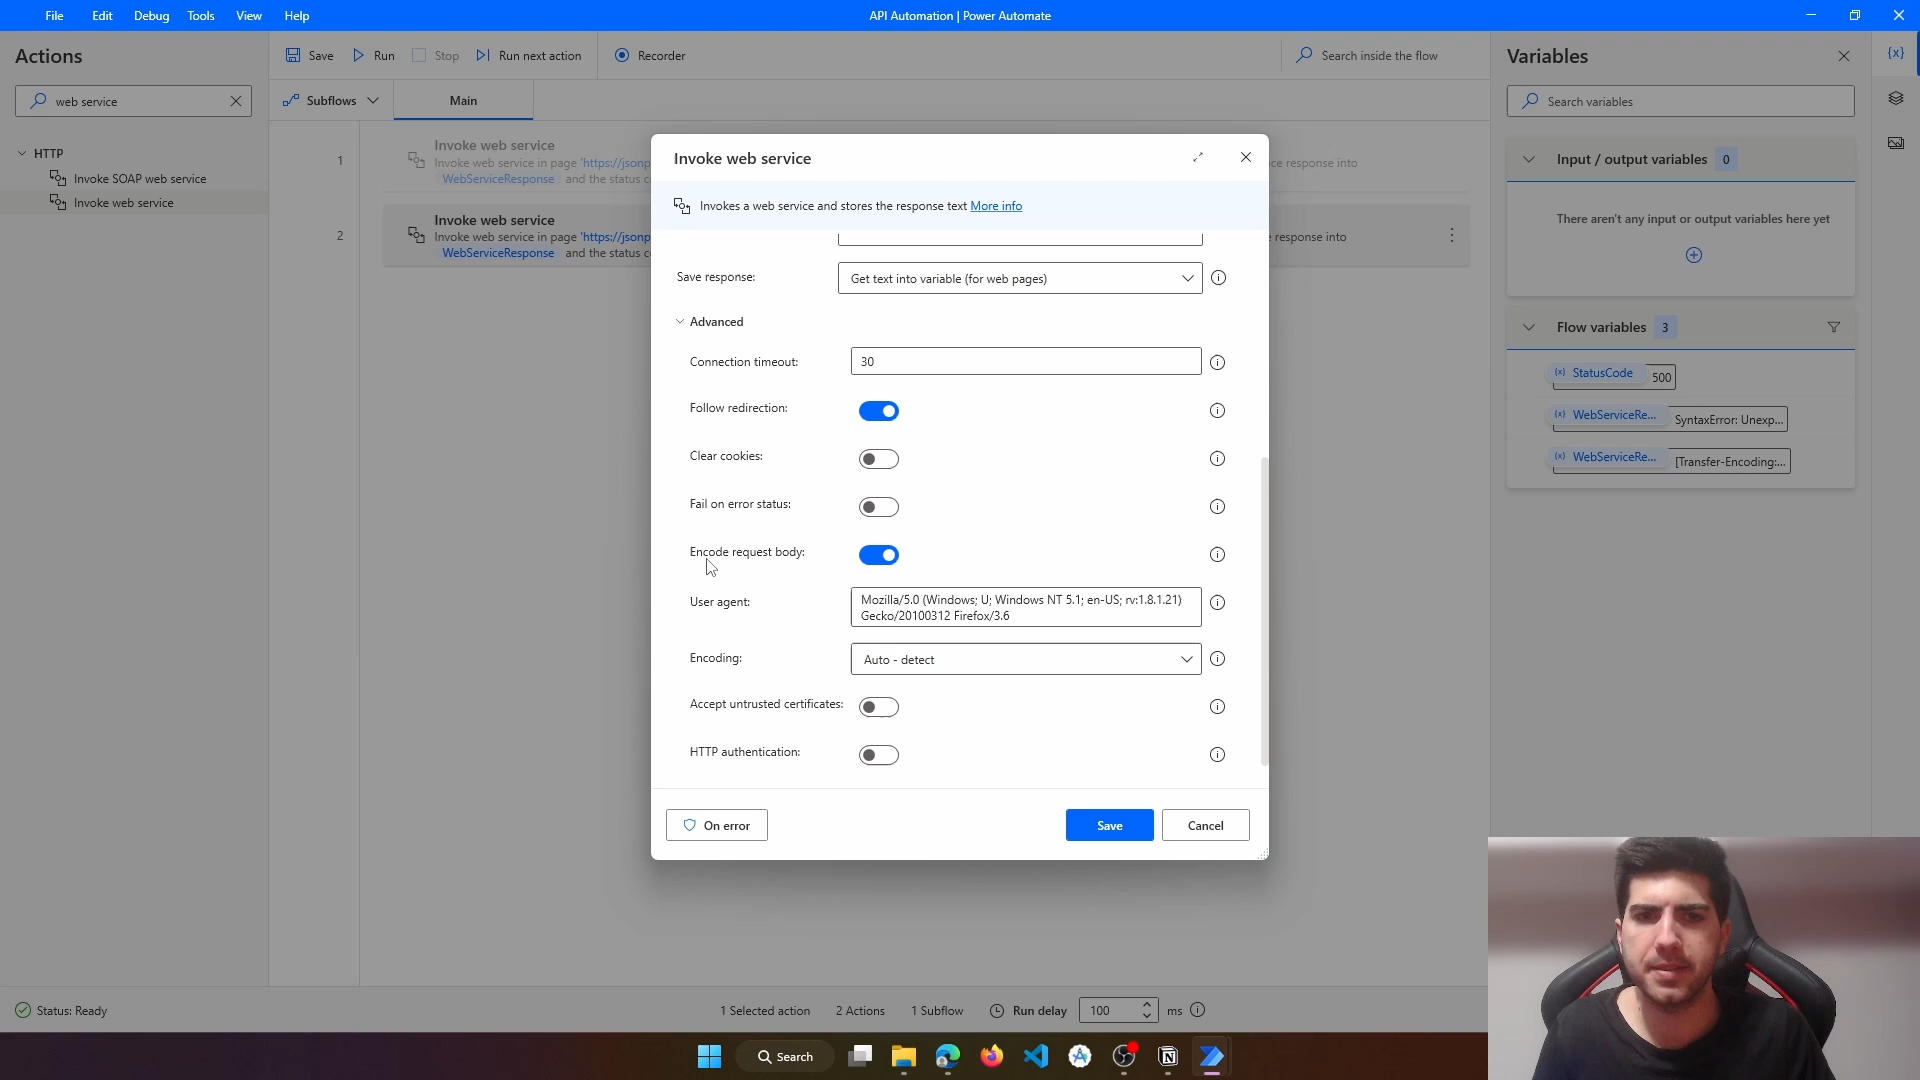 File Edit Debug Tools View Help
API Automation | Power Automate
Actions
web service
HTTP
Invoke SOAP web service
Invoke web service
Save Run Stop Run next action Recorder
Search inside the flow
Subflows Main
1
Invoke web service
Invoke web service in page 'https://jsonp
ce response into
WebServiceResponse and the status c
2
Invoke web service
Invoke web service in page 'https://jsonp
e response into
WebServiceResponse and the status c
Invoke web service
Invokes a web service and stores the response text More info
Save response: Get text into variable (for web pages)
Advanced
Connection timeout: 30
Follow redirection:
Clear cookies:
Fail on error status:
Encode request body:
User agent: Mozilla/5.0 (Windows; U; Windows NT 5.1; en-US; rv:1.8.1.21)
Gecko/20100312 Firefox/3.6
Encoding: Auto - detect
Accept untrusted certificates:
HTTP authentication:
On error Save Cancel
Variables
{x}
Search variables
Input / output variables 0
There aren't any input or output variables here yet
Flow variables 3
(x) StatusCode 500
(x) WebServiceRe... SyntaxError: Unexp...
(x) WebServiceRe... [Transfer-Encoding:...
Status: Ready
1 Selected action 2 Actions 1 Subflow Run delay 100 ms
Search